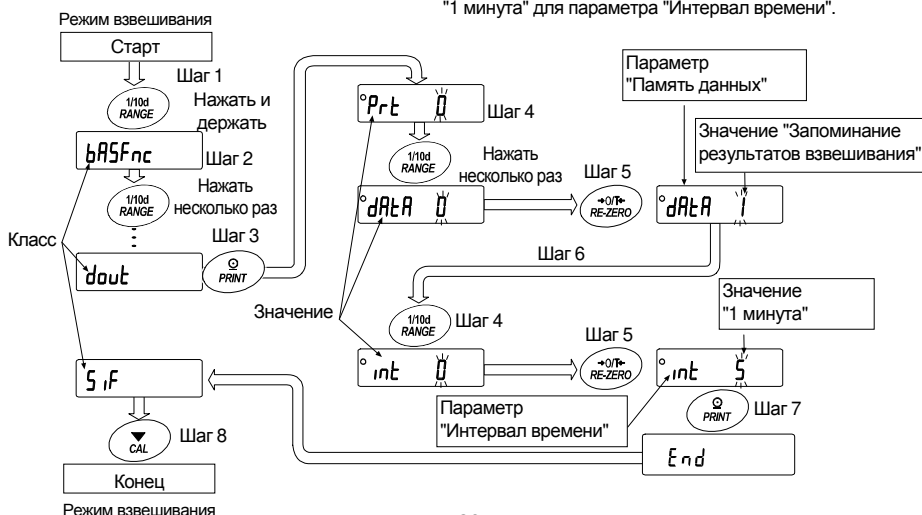 "1 минута" для параметра "Интервал времени".
Режим взвешивания
Старт
Шаг 1
1/10d
RANGE
Нажать и
держать
bASFnc
Шаг 2
1/10d
RANGE
Нажать
несколько раз
Класс
Шаг 3
dout
PRINT
Prt 0
Шаг 4
1/10d
RANGE
Нажать
несколько раз
dAtA 0
Шаг 5
→0/T←
RE-ZERO
Параметр
"Память данных"
Значение "Запоминание
результатов взвешивания"
dAtA 1
Шаг 6
Значение
1/10d
RANGE
Шаг 4
int 0
Шаг 5
→0/T←
RE-ZERO
Значение
"1 минута"
int 5
Параметр
"Интервал времени"
PRINT
Шаг 7
End
S iF
CAL
Шаг 8
Конец
Режим взвешивания